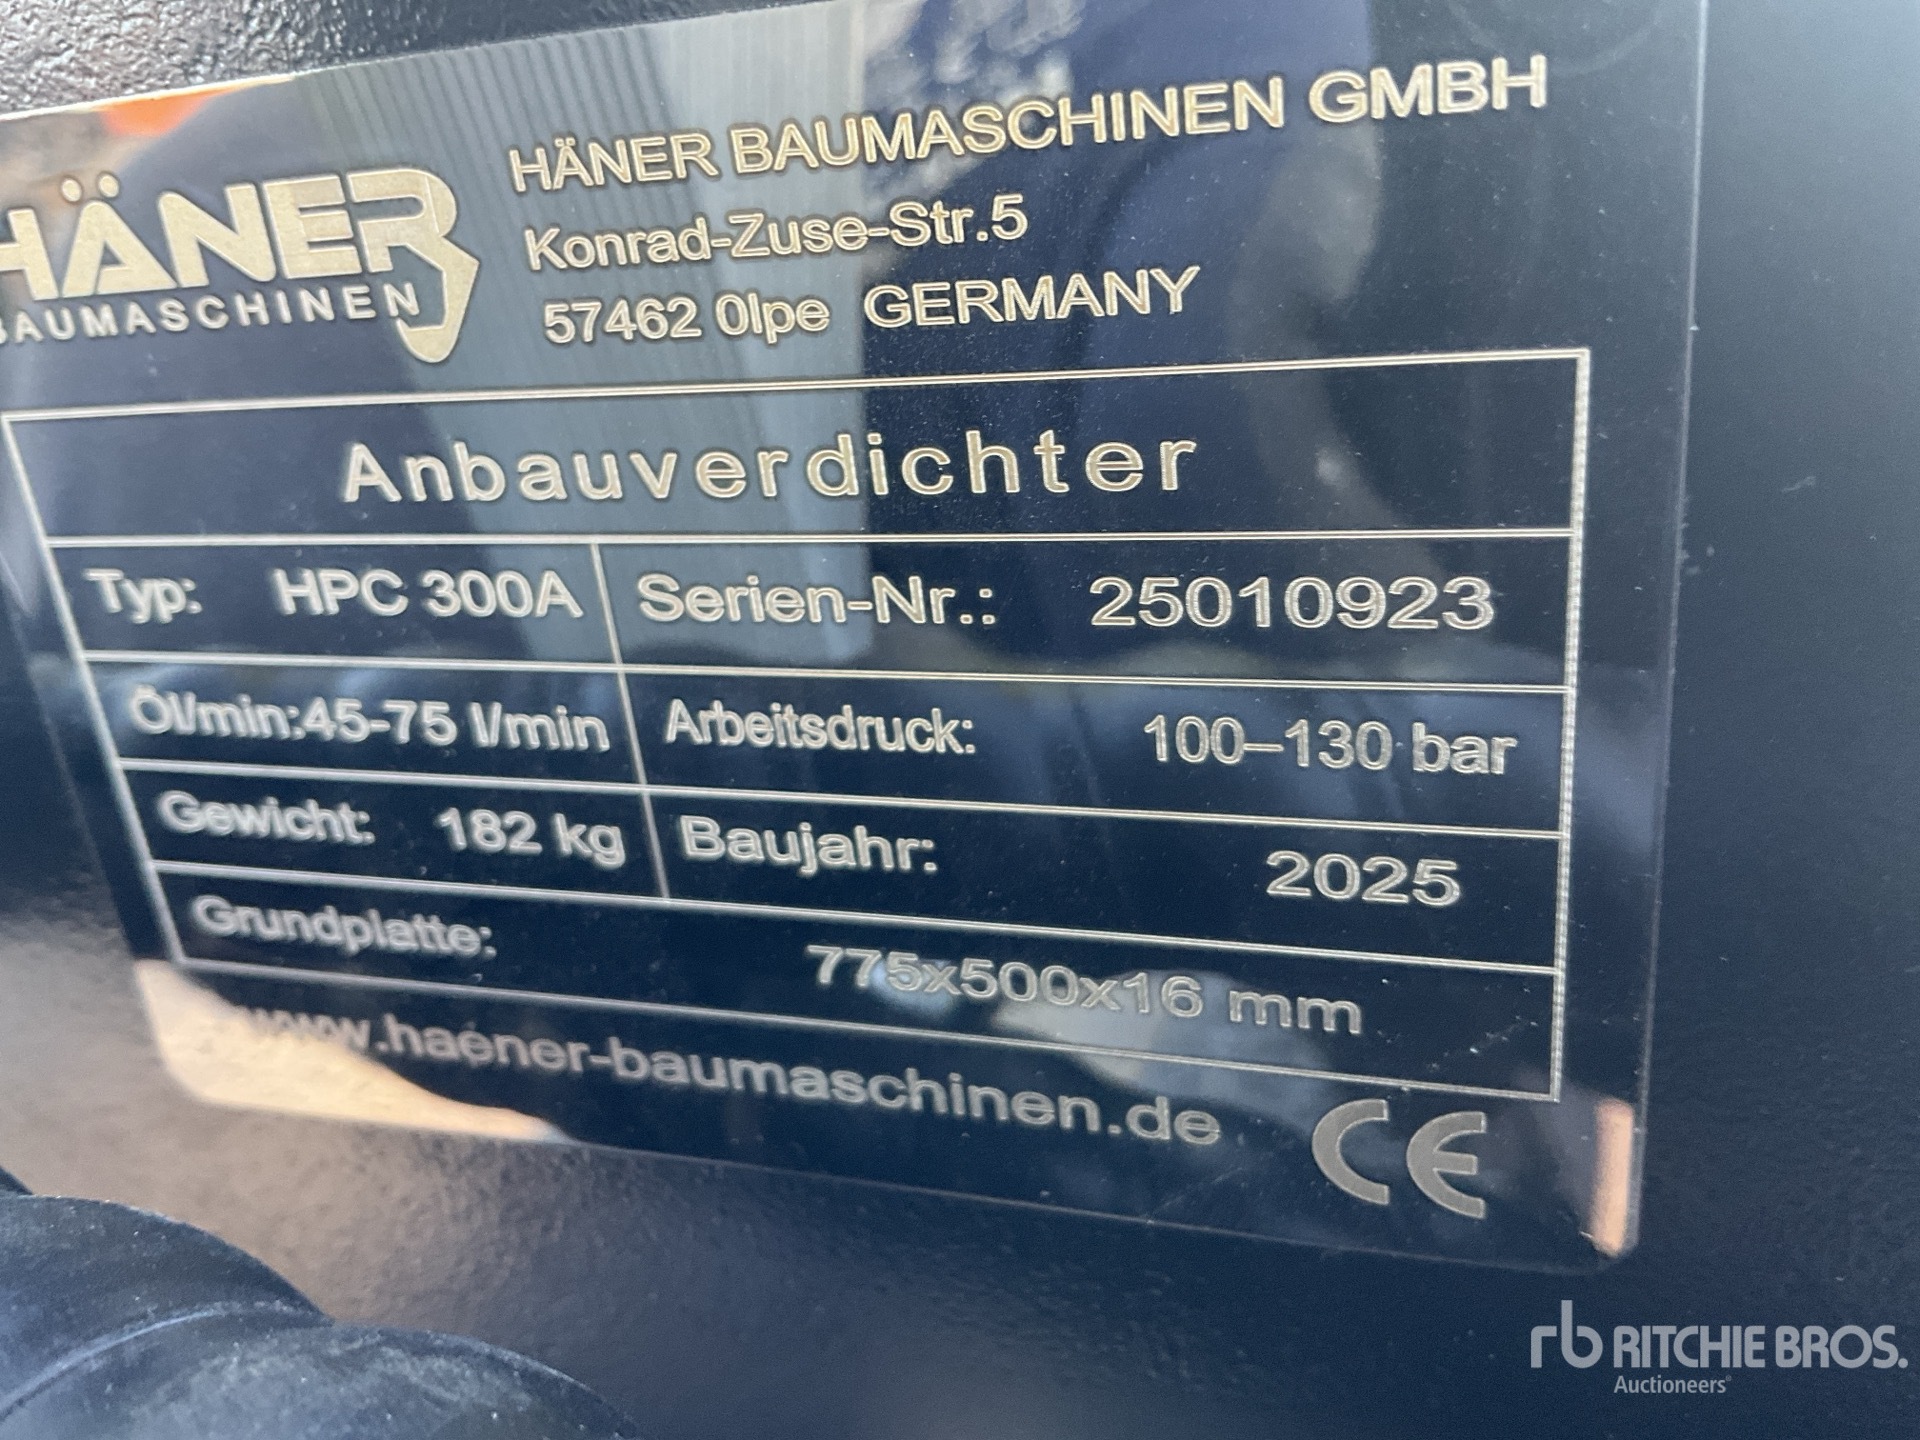 HÄNER
BAUMASCHINEN
HÄNER BAUMASCHINEN GMBH
Konrad-Zuse-Str.5
57462 Olpe GERMANY
Anbauverdichter
Typ: HPC 300A Serien-Nr.: 25010923
Öl/min:45-75 l/min Arbeitsdruck: 100–130 bar
Gewicht: 182 kg Baujahr: 2025
Grundplatte: 775x500x16 mm
www.haener-baumaschinen.de CE
rb RITCHIE BROS.
Auctioneers